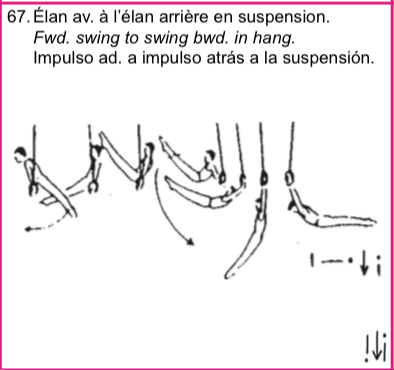 67. Élan av. à l'élan arrière en suspension.
Fwd. swing to swing bwd. in hang.
Impulso ad. a impulso atrás a la suspensión.